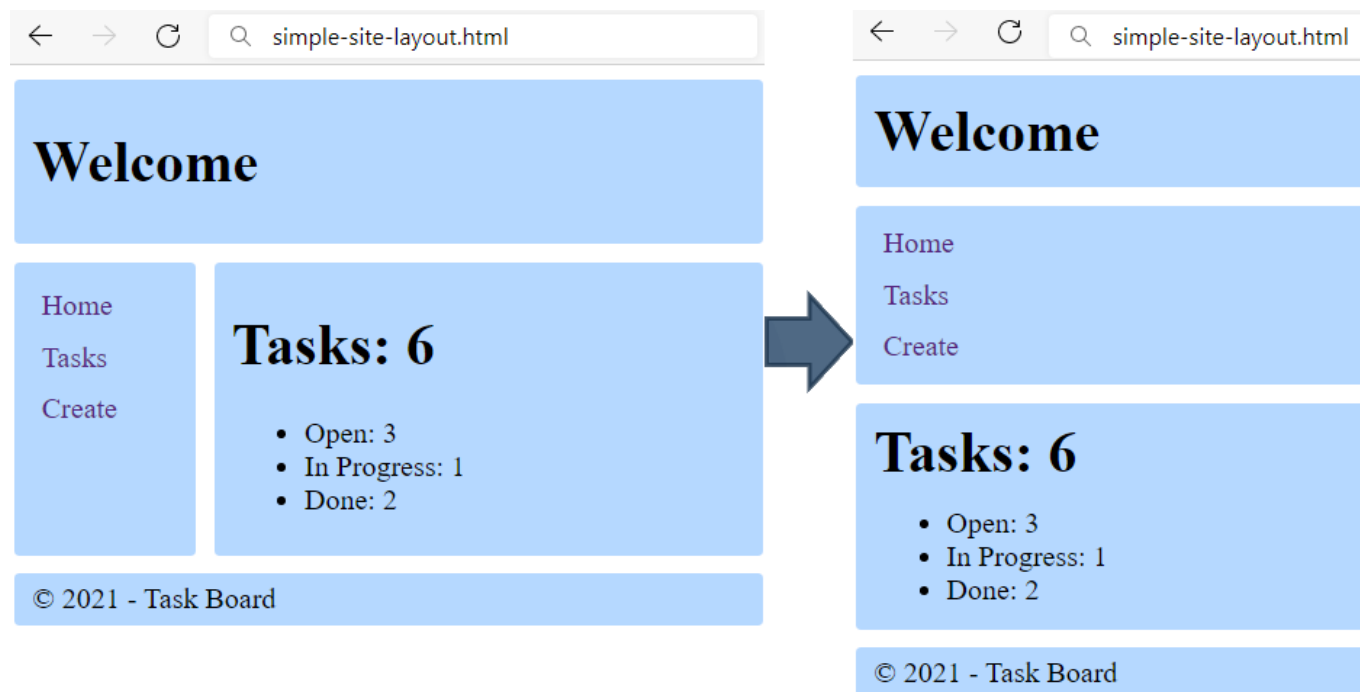 simple-site-layout.html
Welcome
Home
Tasks
Create
Tasks: 6
Open: 3
In Progress: 1
Done: 2
© 2021 - Task Board
simple-site-layout.html
Welcome
Home
Tasks
Create
Tasks: 6
Open: 3
In Progress: 1
Done: 2
© 2021 - Task Board